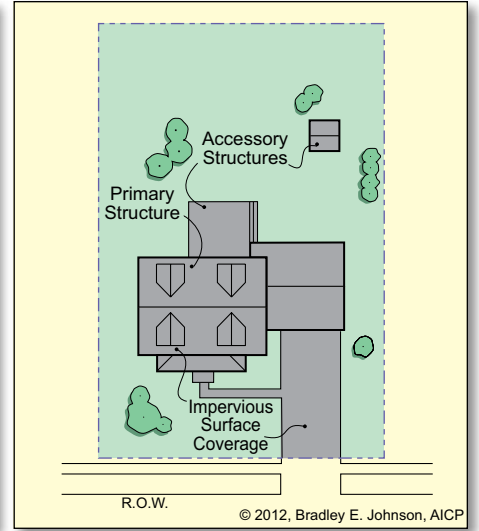 Accessory
Structures
Primary
Structure
Impervious
Surface
Coverage
R.O.W.
© 2012, Bradley E. Johnson, AICP